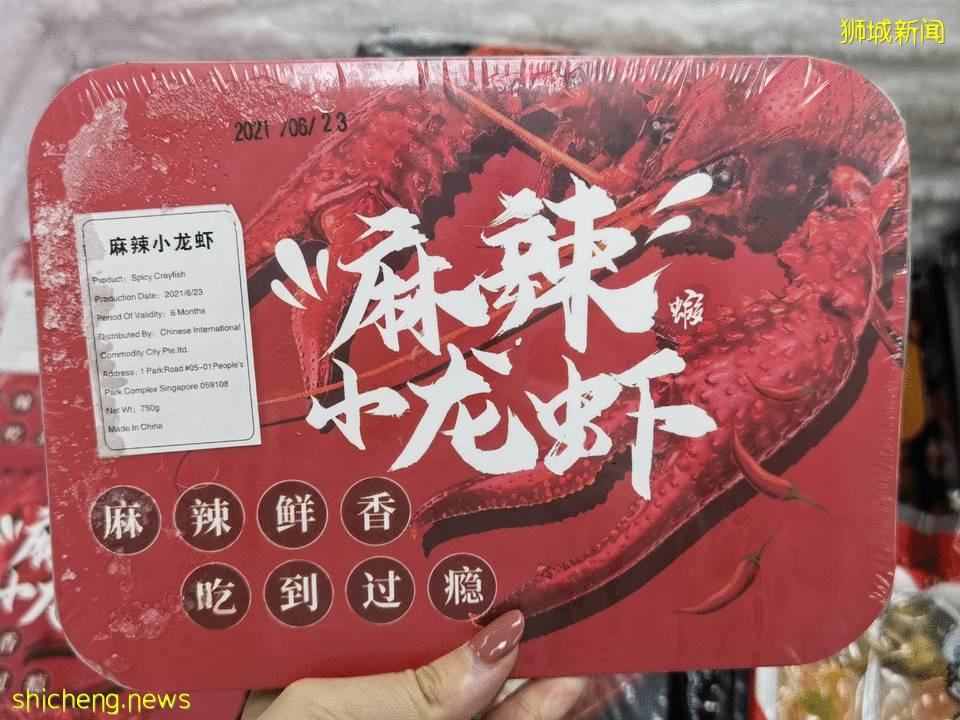 狮城新闻
2021 /06/ 23
麻辣小龙虾
Product：Spicy Crayfish
Production Date：2021/6/23
Period Of Validity：6 Months
Distributed By：Chinese International
Commodity City Pte.ltd.
Address：1 Park Road #05-01 People's
Park Complex Singapore 059108
Net Wt：750g
Made In China
麻辣
蝦
小龙虾
麻辣鲜香
吃到过瘾
shicheng.news